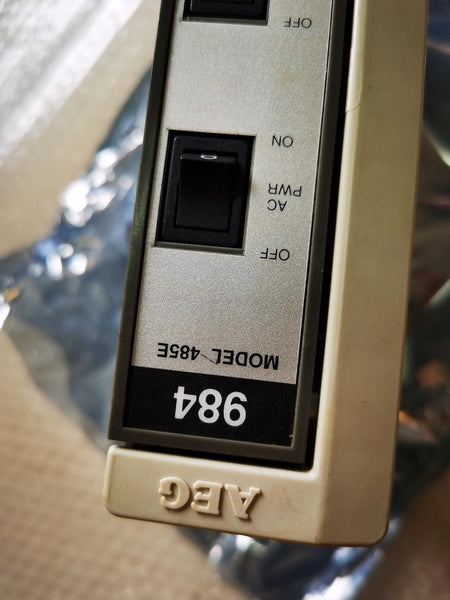 AEG
984
MODEL 485E
OFF
AC
PWR
ON
OFF